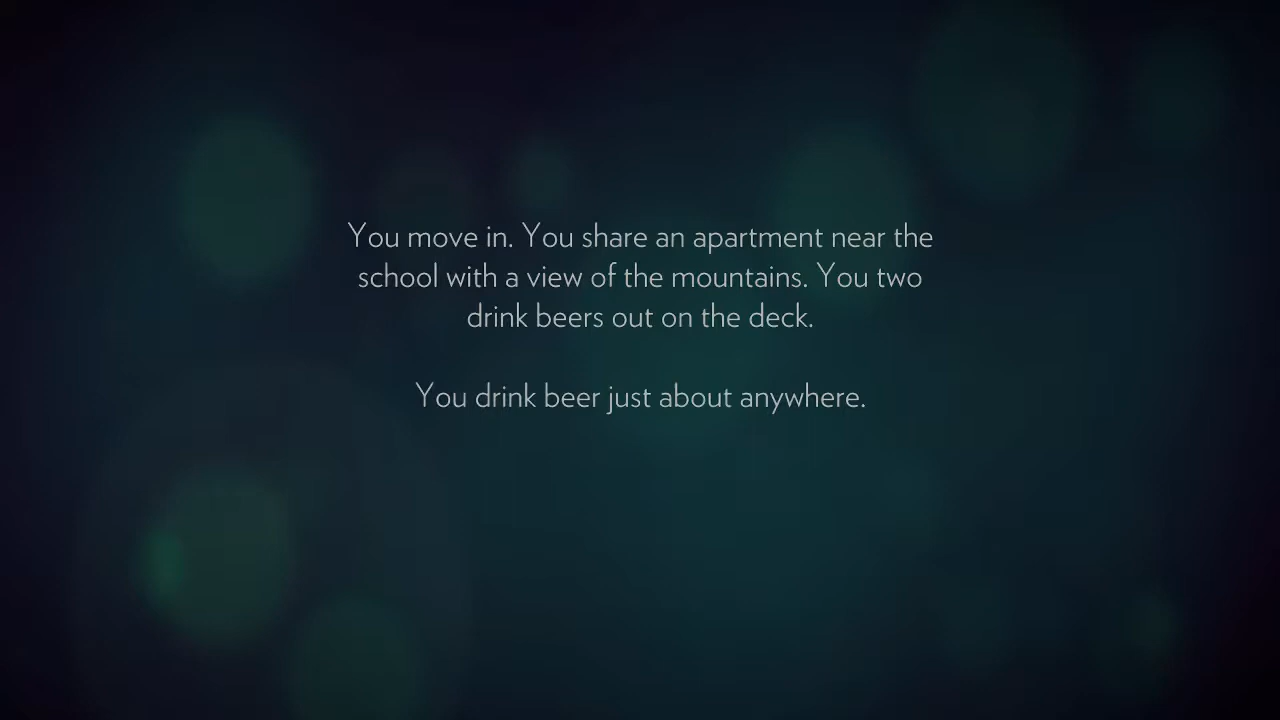 You move in. You share an apartment near the
school with a view of the mountains. You two
drink beers out on the deck.
You drink beer just about anywhere.